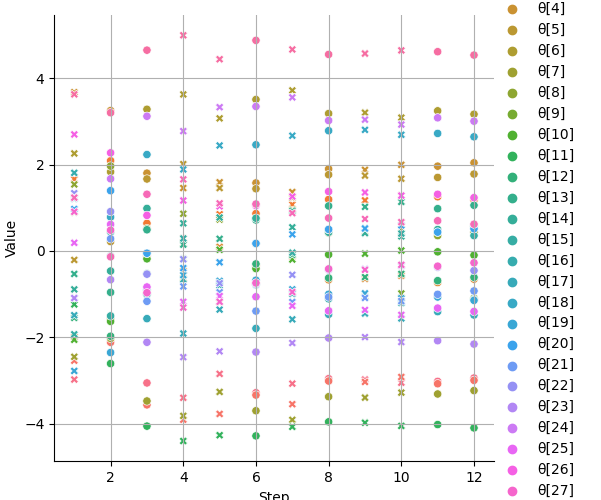 4
2
0
−2
−4
Value
2
4
6
8
10
12
Step
θ[4]
θ[5]
θ[6]
θ[7]
θ[8]
θ[9]
θ[10]
θ[11]
θ[12]
θ[13]
θ[14]
θ[15]
θ[16]
θ[17]
θ[18]
θ[19]
θ[20]
θ[21]
θ[22]
θ[23]
θ[24]
θ[25]
θ[26]
θ[27]